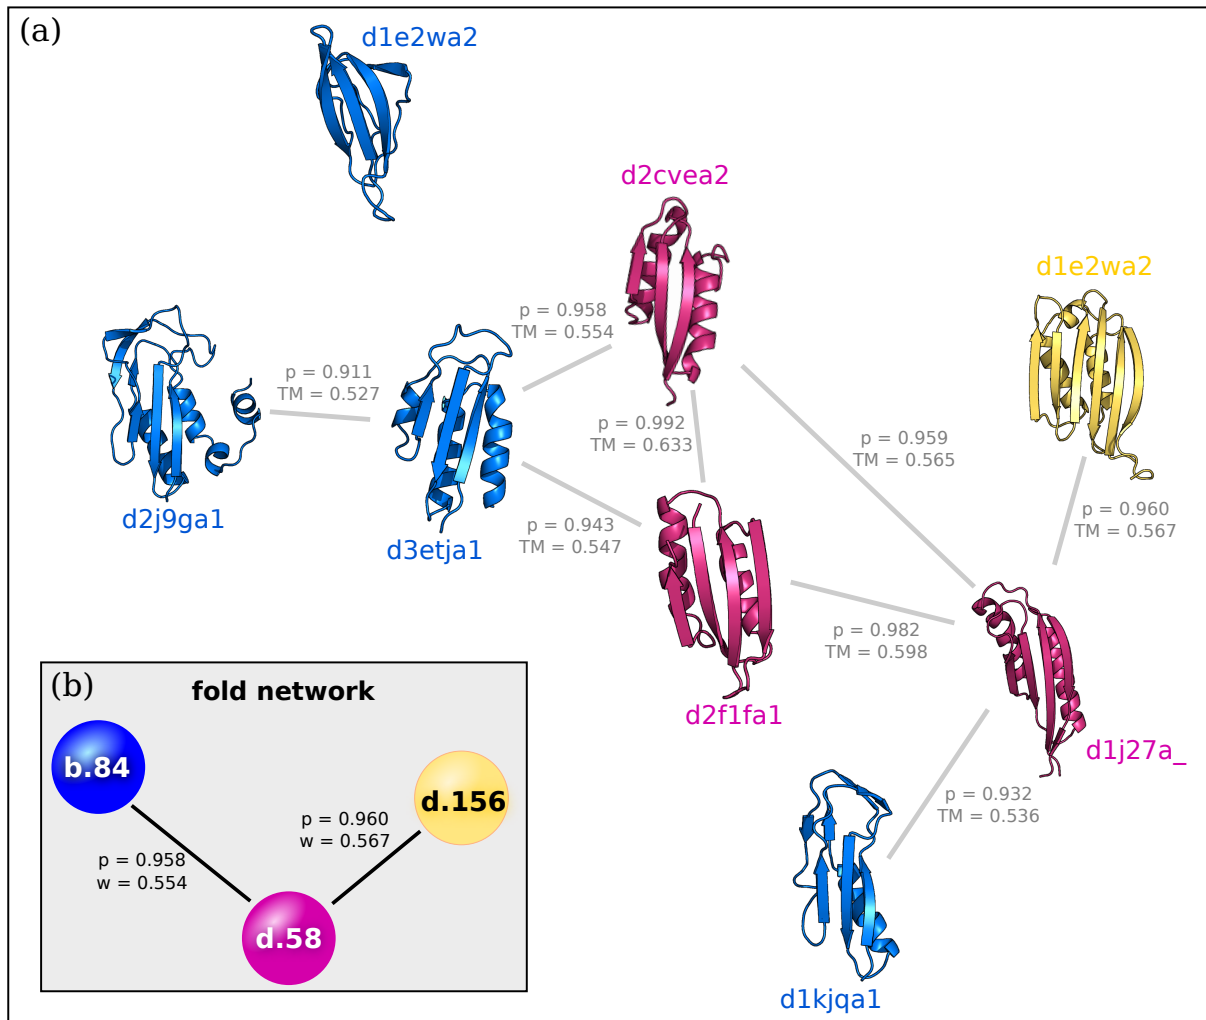 (a)
d1e2wa2
d2cvea2
d1e2wa2
p = 0.958
TM = 0.554
p = 0.911
TM = 0.527
p = 0.992
TM = 0.633
p = 0.959
TM = 0.565
p = 0.960
TM = 0.567
d2j9ga1
d3etja1
p = 0.943
TM = 0.547
p = 0.982
TM = 0.598
d2f1fa1
d1j27a_
p = 0.932
TM = 0.536
d1kjqa1
(b)
fold network
b.84
d.156
p = 0.960
w = 0.567
p = 0.958
w = 0.554
d.58